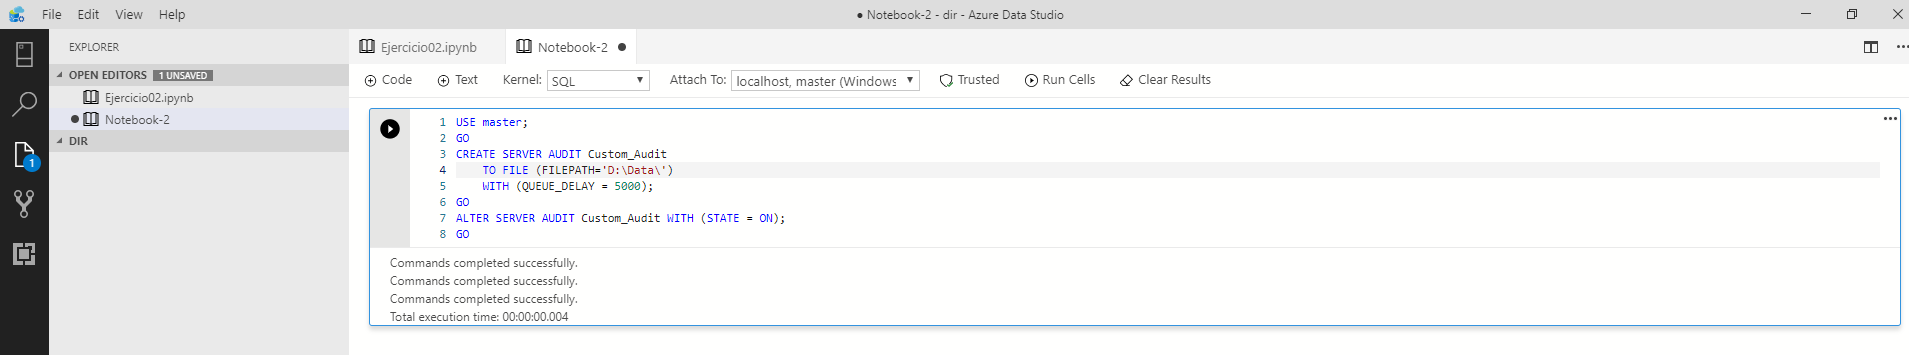 File Edit View Help
● Notebook-2 - dir - Azure Data Studio
EXPLORER
OPEN EDITORS 1 UNSAVED
Ejercicio02.ipynb
Notebook-2
DIR
1
Ejercicio02.ipynb Notebook-2
Code Text Kernel: SQL Attach To: localhost, master (Windows Trusted Run Cells Clear Results
1 USE master;
2 GO
3 CREATE SERVER AUDIT Custom_Audit
4 TO FILE (FILEPATH='D:\Data\')
5 WITH (QUEUE_DELAY = 5000);
6 GO
7 ALTER SERVER AUDIT Custom_Audit WITH (STATE = ON);
8 GO
Commands completed successfully.
Commands completed successfully.
Commands completed successfully.
Total execution time: 00:00:00.004